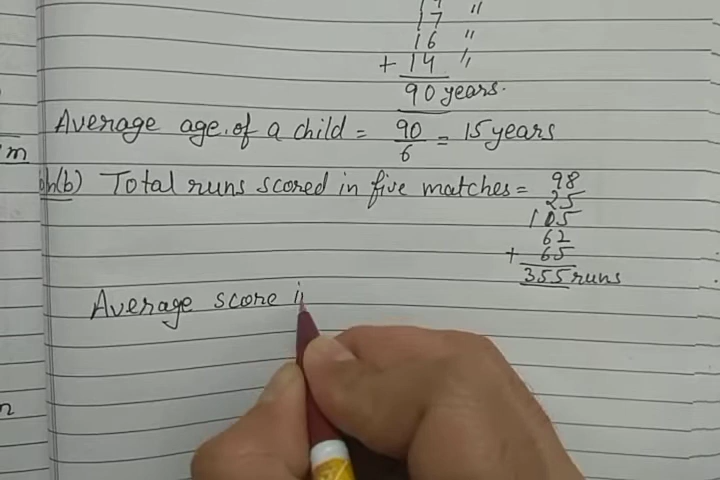 17 "
16 "
+ 14 "
90 years.
Average age of a child = 90/6 = 15 years
m
(b) Total runs scored in five matches = 98
25
105
62
+ 65
355 runs
Average score i